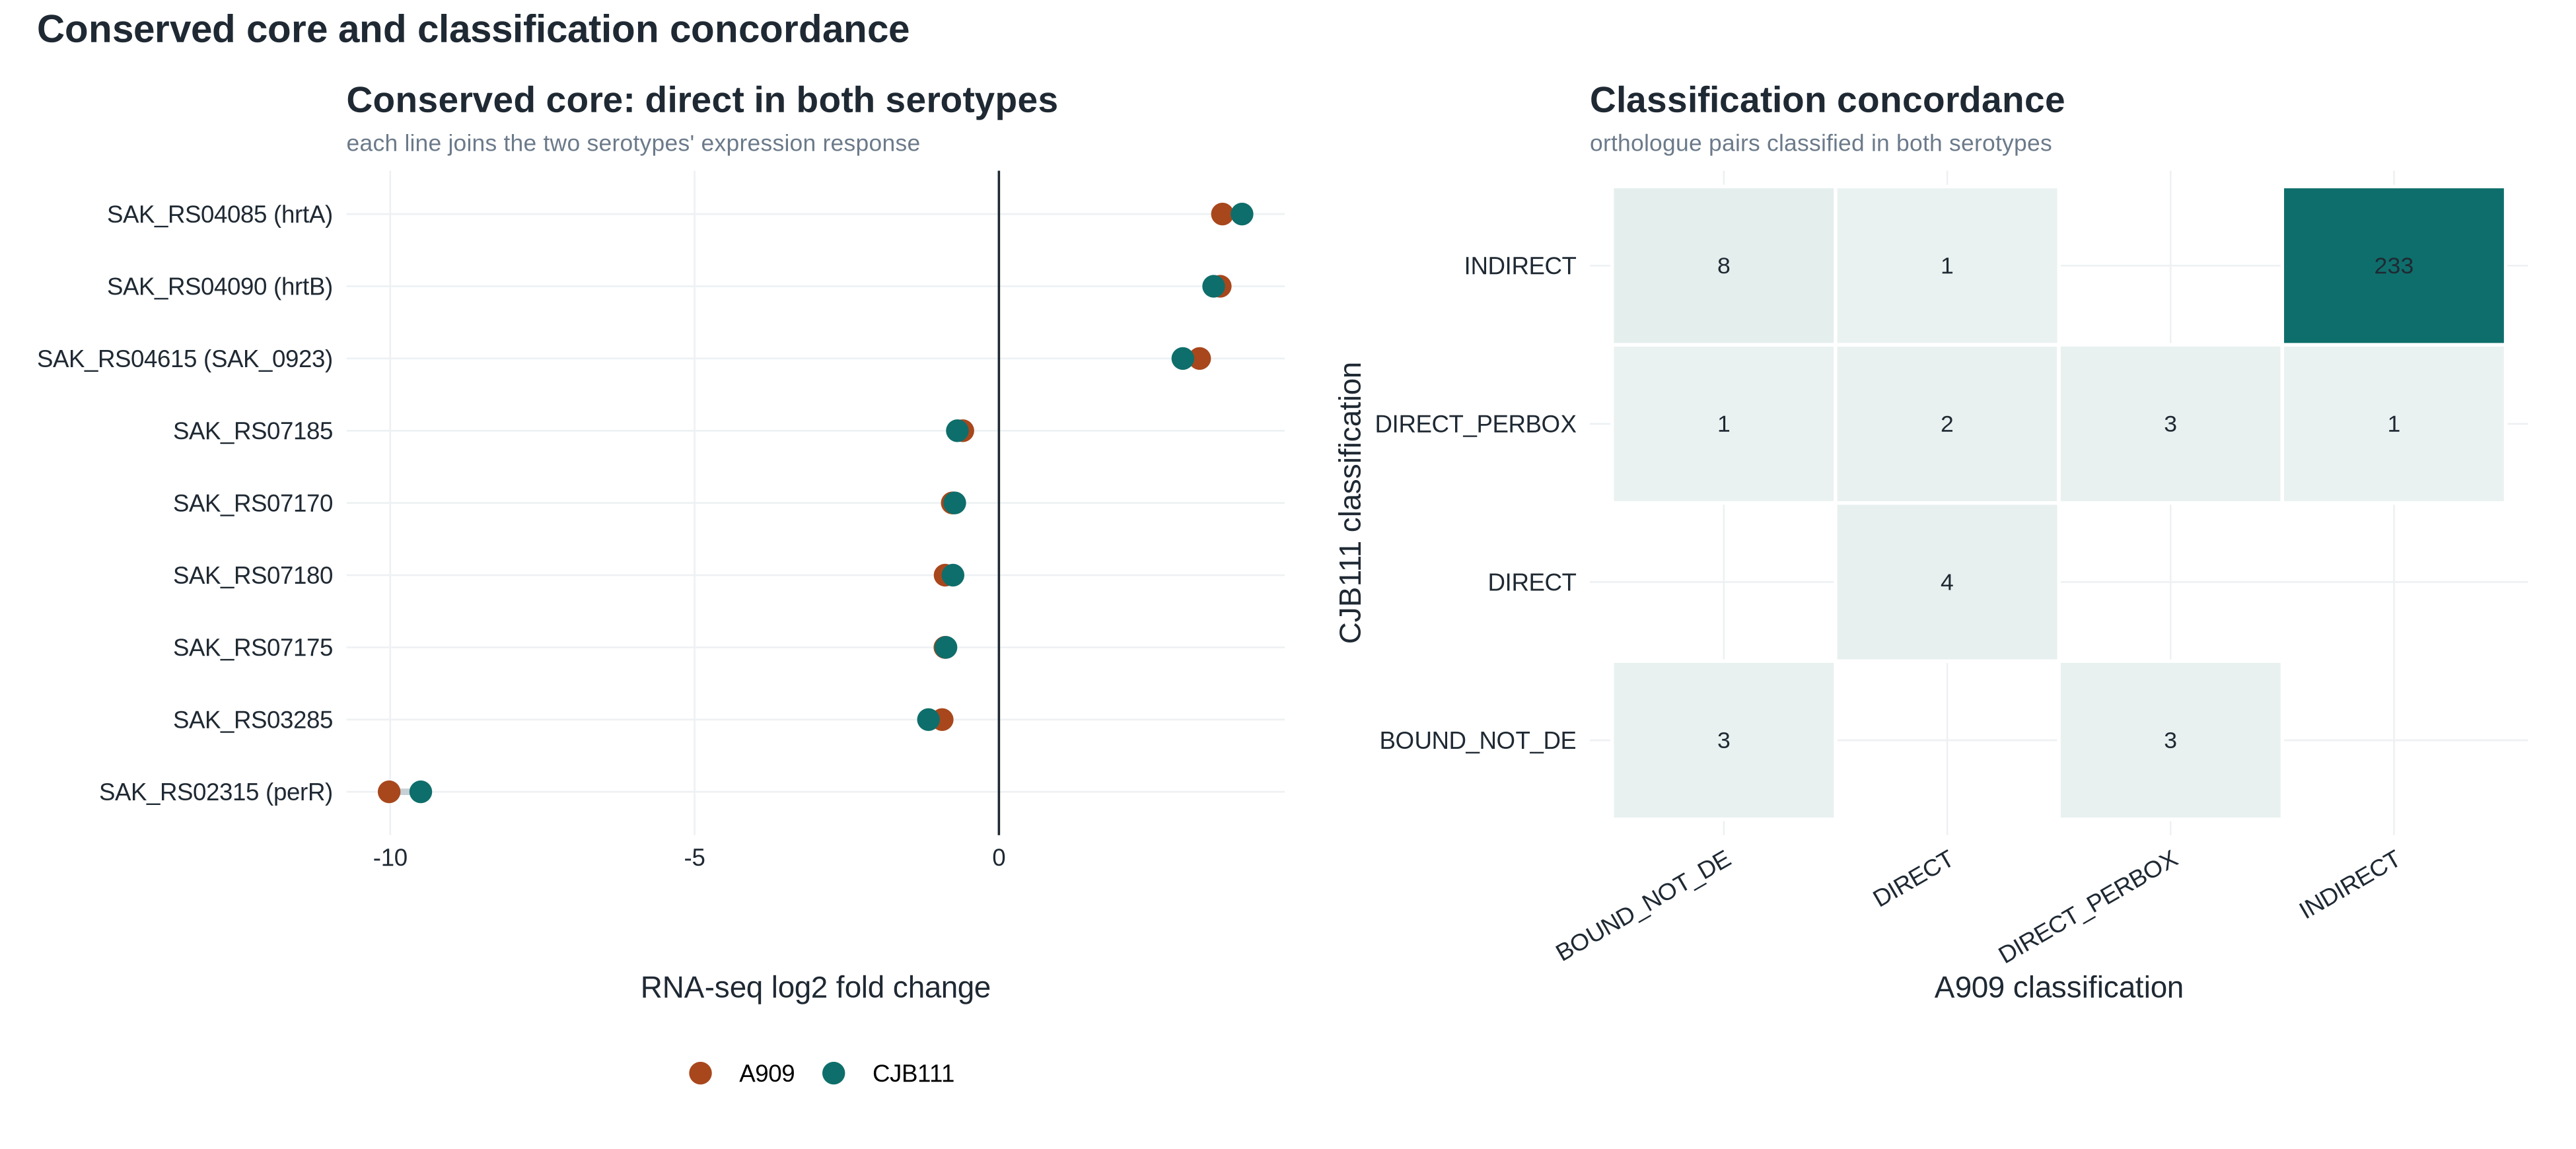 Conserved core and classification concordance
Conserved core: direct in both serotypes
each line joins the two serotypes' expression response
SAK_RS04085 (hrtA)
SAK_RS04090 (hrtB)
SAK_RS04615 (SAK_0923)
SAK_RS07185
SAK_RS07170
SAK_RS07180
SAK_RS07175
SAK_RS03285
SAK_RS02315 (perR)
-10 -5 0
RNA-seq log2 fold change
A909 CJB111
Classification concordance
orthologue pairs classified in both serotypes
CJB111 classification
INDIRECT 8 1 233
DIRECT_PERBOX 1 2 3 1
DIRECT 4
BOUND_NOT_DE 3 3
BOUND_NOT_DE DIRECT DIRECT_PERBOX INDIRECT
A909 classification